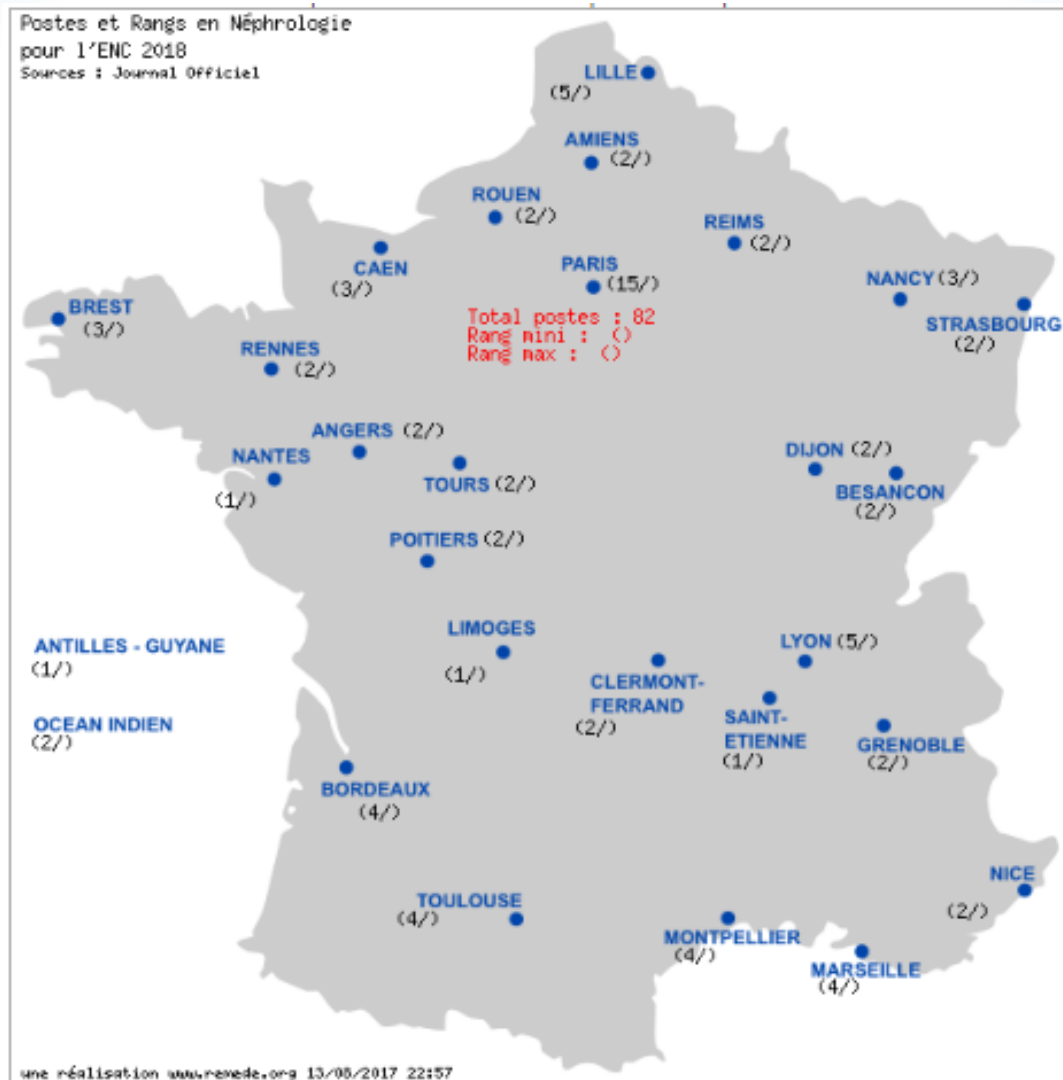 Postes et Rangs en Néphrologie
pour l'ENC 2018
Sources : Journal Officiel
LILLE
(5/)
AMIENS
(2/)
ROUEN
(2/)
REIMS
(2/)
CAEN
(3/)
PARIS
(15/)
NANCY (3/)
BREST
(3/)
STRASBOURG
(2/)
Total postes : 82
Rang mini : ()
Rang max : ()
RENNES
(2/)
ANGERS (2/)
NANTES
(1/)
TOURS (2/)
DIJON (2/)
BESANCON
(2/)
POITIERS (2/)
ANTILLES - GUYANE
(1/)
LIMOGES
(1/)
LYON (5/)
CLERMONT-
FERRAND
(2/)
OCEAN INDIEN
(2/)
SAINT-
ETIENNE
(1/)
GRENOBLE
(2/)
BORDEAUX
(4/)
NICE
(2/)
TOULOUSE
(4/)
MONTPELLIER
(4/)
MARSEILLE
(4/)
une réalisation www.remede.org 13/08/2017 22:57